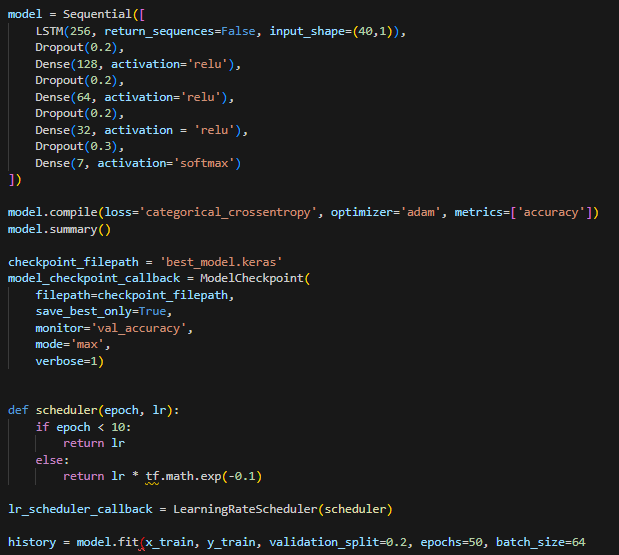 model = Sequential([
    LSTM(256, return_sequences=False, input_shape=(40,1)),
    Dropout(0.2),
    Dense(128, activation='relu'),
    Dropout(0.2),
    Dense(64, activation='relu'),
    Dropout(0.2),
    Dense(32, activation = 'relu'),
    Dropout(0.3),
    Dense(7, activation='softmax')
])
model.compile(loss='categorical_crossentropy', optimizer='adam', metrics=['accuracy'])
model.summary()
checkpoint_filepath = 'best_model.keras'
model_checkpoint_callback = ModelCheckpoint(
    filepath=checkpoint_filepath,
    save_best_only=True,
    monitor='val_accuracy',
    mode='max',
    verbose=1)
def scheduler(epoch, lr):
    if epoch < 10:
        return lr
    else:
        return lr * tf.math.exp(-0.1)
lr_scheduler_callback = LearningRateScheduler(scheduler)
history = model.fit(x_train, y_train, validation_split=0.2, epochs=50, batch_size=64